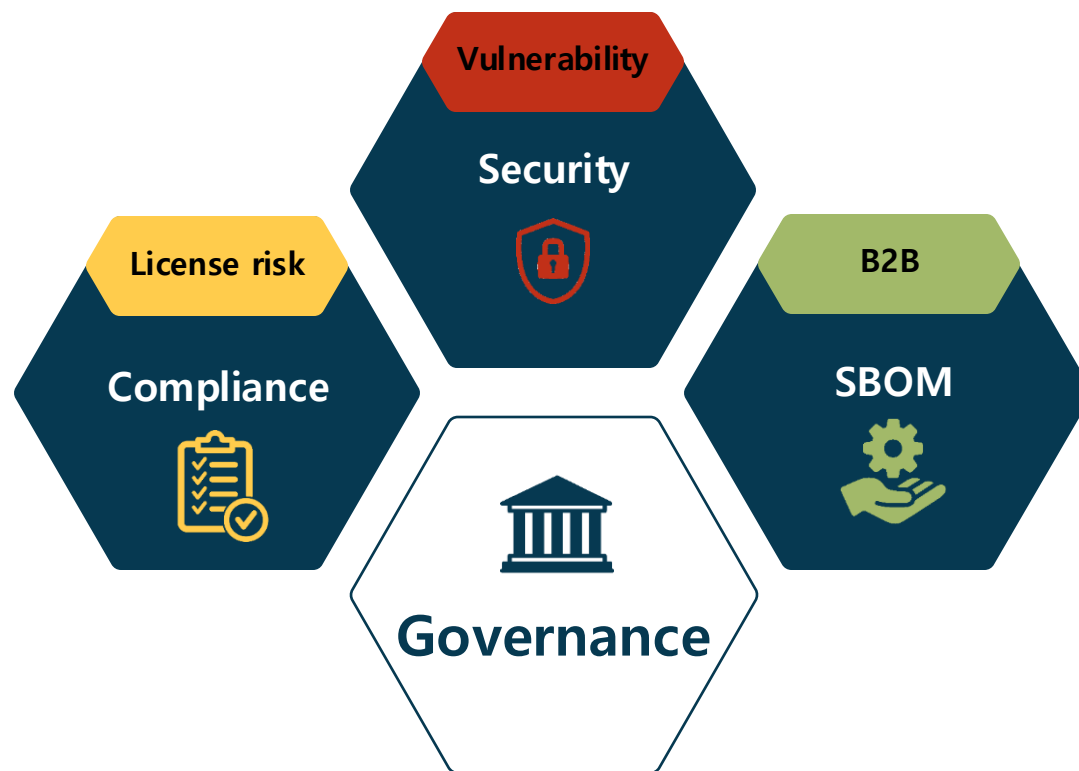 Vulnerability
Security
License risk
Compliance
B2B
SBOM
Governance